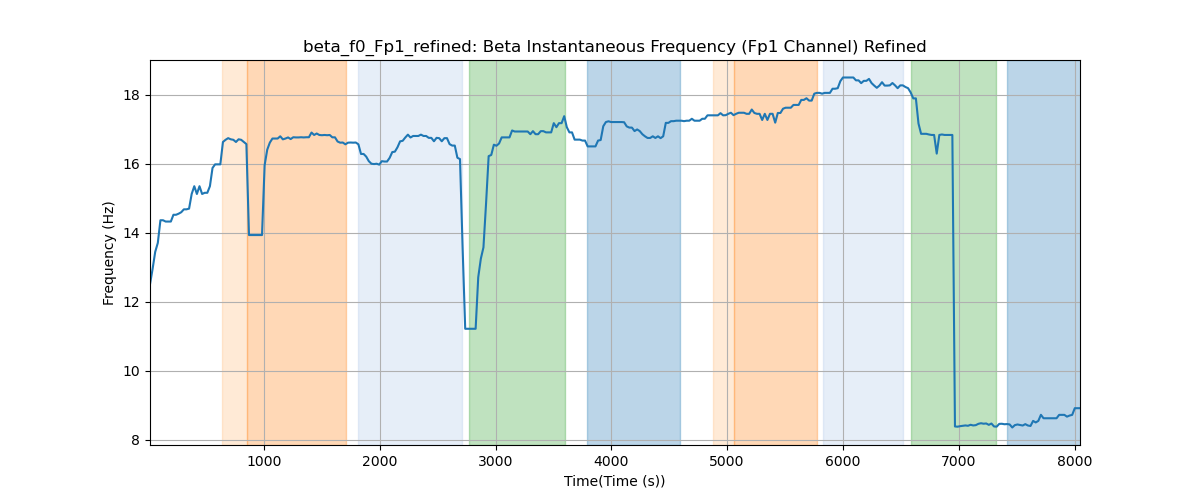 beta_f0_Fp1_refined: Beta Instantaneous Frequency (Fp1 Channel) Refined
Frequency (Hz)
18
16
14
12
10
8
1000 2000 3000 4000 5000 6000 7000 8000
Time(Time (s))